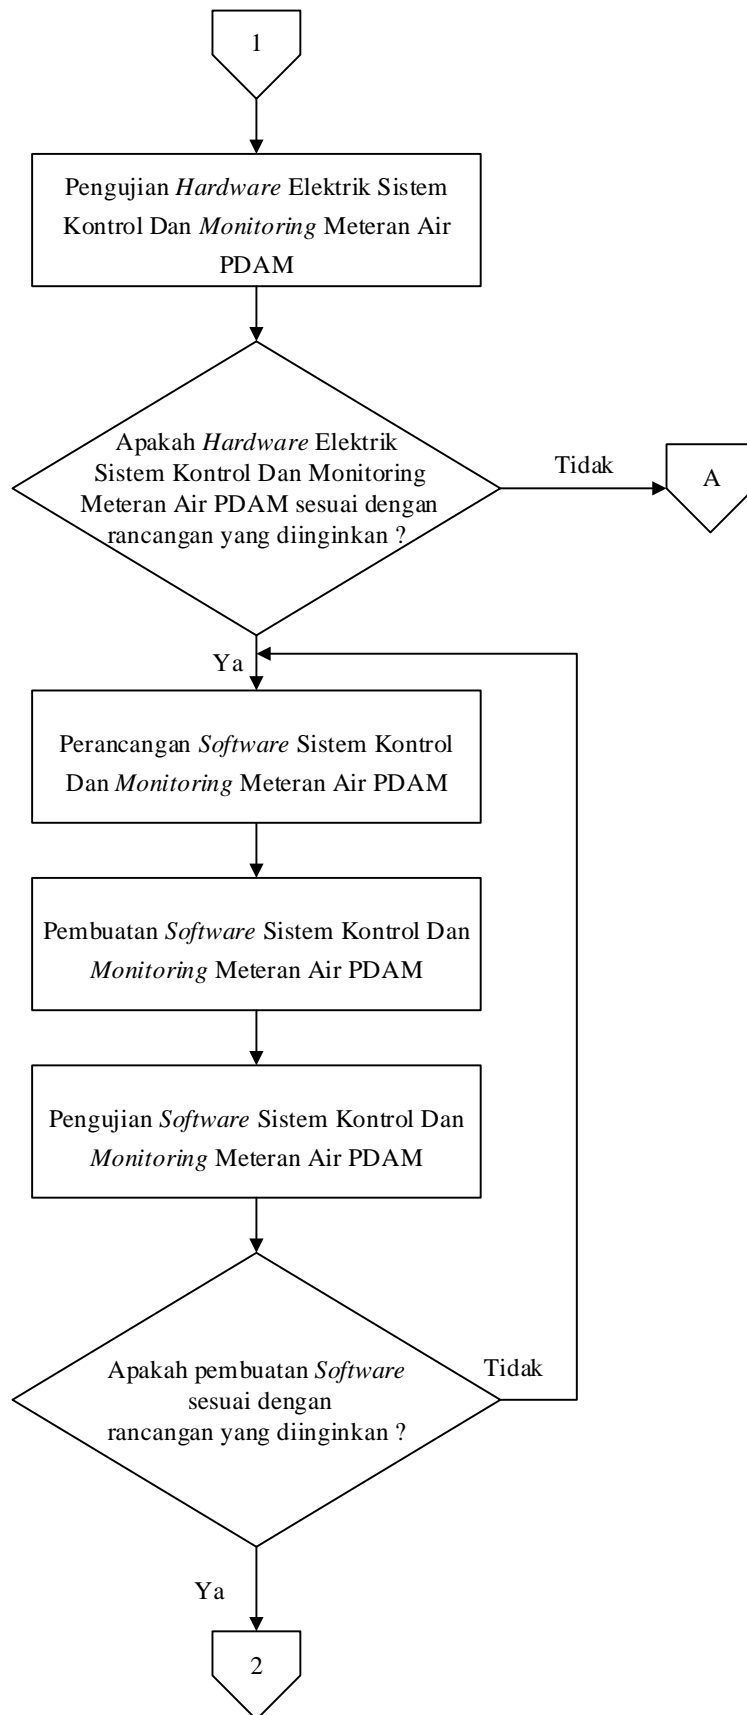 1
Pengujian Hardware Elektrik Sistem
Kontrol Dan Monitoring Meteran Air
PDAM
Apakah Hardware Elektrik
Sistem Kontrol Dan Monitoring
Meteran Air PDAM sesuai dengan
rancangan yang diinginkan ?
Tidak
A
Ya
Perancangan Software Sistem Kontrol
Dan Monitoring Meteran Air PDAM
Pembuatan Software Sistem Kontrol Dan
Monitoring Meteran Air PDAM
Pengujian Software Sistem Kontrol Dan
Monitoring Meteran Air PDAM
Apakah pembuatan Software
sesuai dengan
rancangan yang diinginkan ?
Tidak
Ya
2